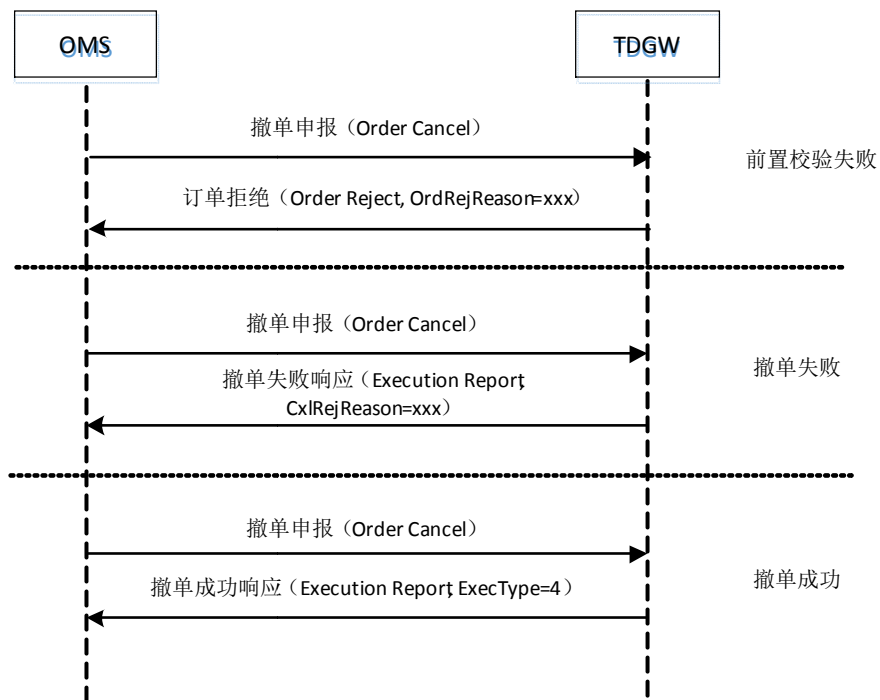 OMS
TDGW
撤单申报（Order Cancel）
前置校验失败
订单拒绝（Order Reject, OrdRejReason=xxx）
撤单申报（Order Cancel）
撤单失败
撤单失败响应（Execution Report,
CxlRejReason=xxx）
撤单申报（Order Cancel）
撤单成功
撤单成功响应（Execution Report, ExecType=4）